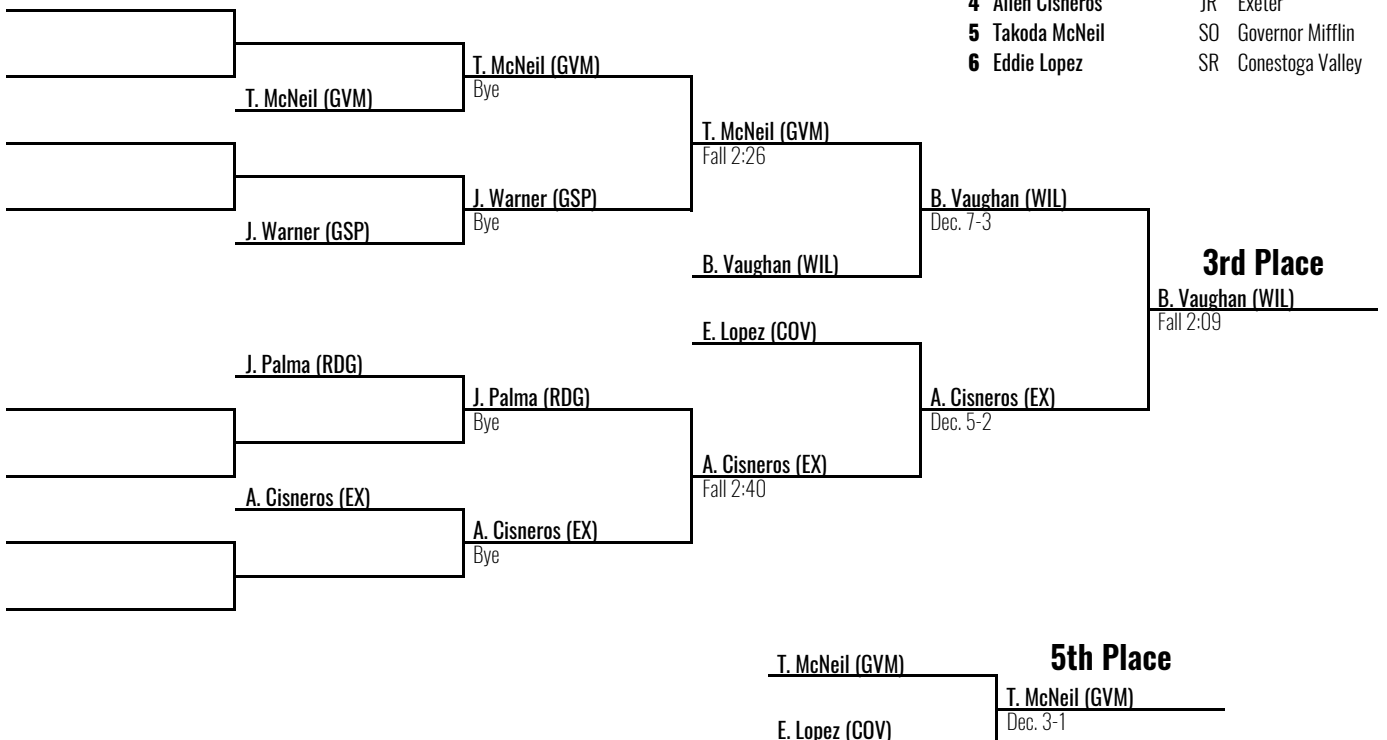 4 Allen Cisneros JR Exeter
5 Takoda McNeil SO Governor Mifflin
6 Eddie Lopez SR Conestoga Valley
T. McNeil (GVM)
Bye
T. McNeil (GVM)
T. McNeil (GVM)
Fall 2:26
J. Warner (GSP)
Bye
B. Vaughan (WIL)
Dec. 7-3
J. Warner (GSP)
B. Vaughan (WIL)
3rd Place
B. Vaughan (WIL)
Fall 2:09
E. Lopez (COV)
J. Palma (RDG)
J. Palma (RDG)
Bye
A. Cisneros (EX)
Dec. 5-2
A. Cisneros (EX)
Fall 2:40
A. Cisneros (EX)
A. Cisneros (EX)
Bye
5th Place
T. McNeil (GVM)
T. McNeil (GVM)
Dec. 3-1
E. Lopez (COV)